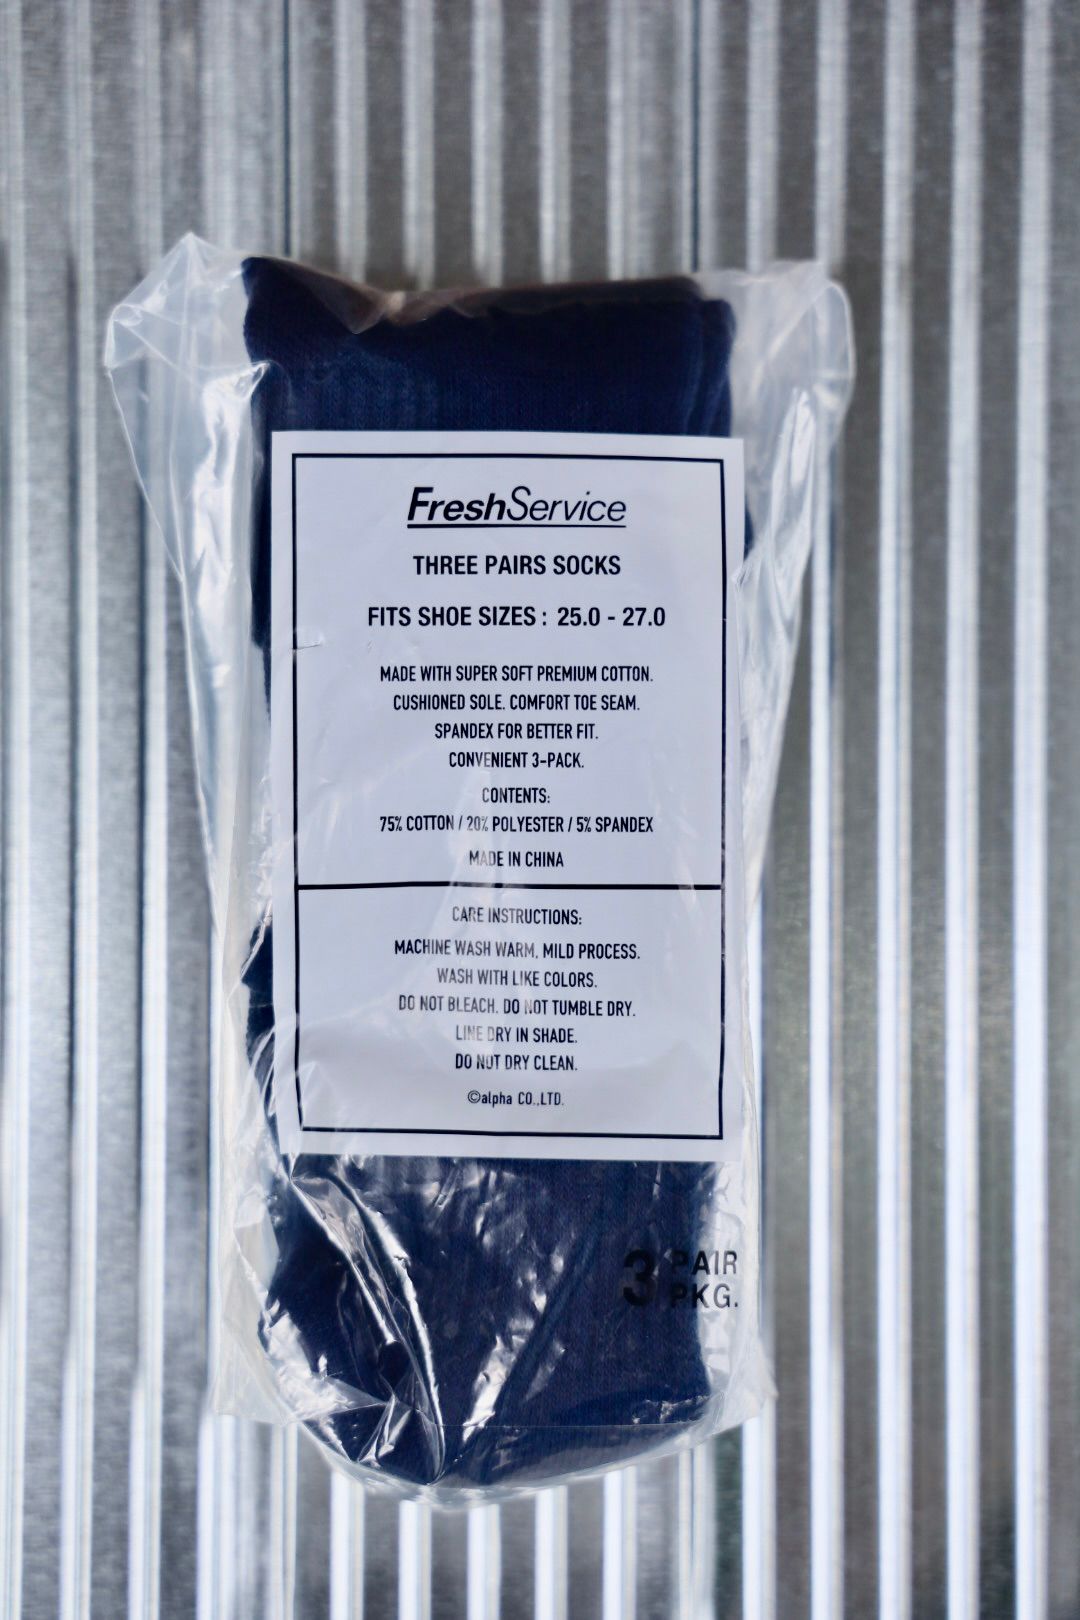 FreshService
THREE PAIRS SOCKS
FITS SHOE SIZES : 25.0 - 27.0
MADE WITH SUPER SOFT PREMIUM COTTON.
CUSHIONED SOLE. COMFORT TOE SEAM.
SPANDEX FOR BETTER FIT.
CONVENIENT 3-PACK.
CONTENTS:
75% COTTON / 20% POLYESTER / 5% SPANDEX
MADE IN CHINA
CARE INSTRUCTIONS:
MACHINE WASH WARM, MILD PROCESS.
WASH WITH LIKE COLORS.
DO NOT BLEACH. DO NOT TUMBLE DRY.
LINE DRY IN SHADE.
DO NOT DRY CLEAN.
©alpha CO.,LTD.
3 PAIR
PKG.